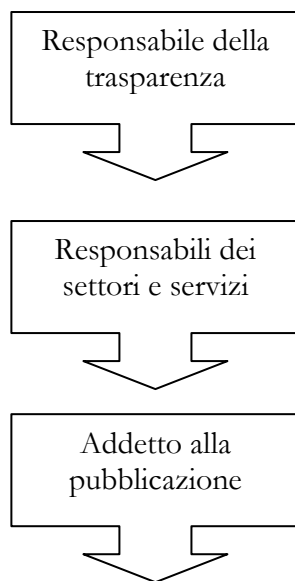 Responsabile della
trasparenza
Responsabili dei
settori e servizi
Addetto alla
pubblicazione